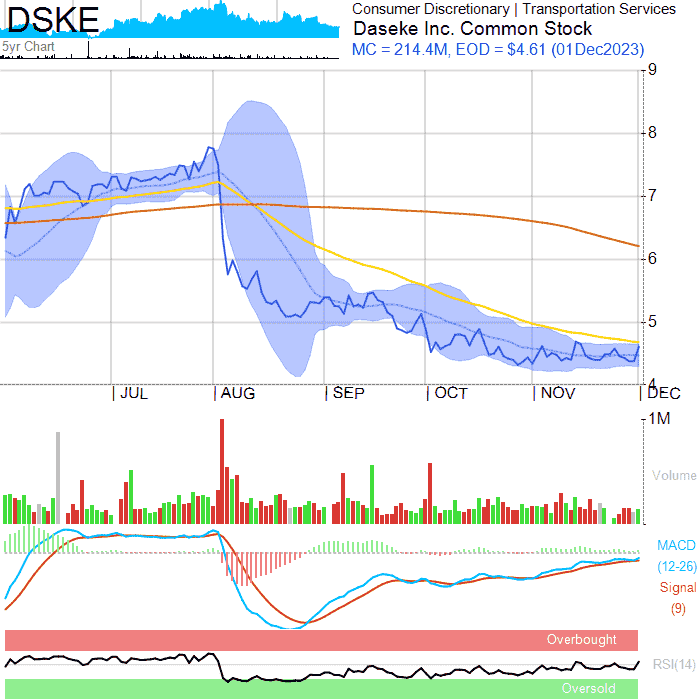 DSKE
5yr Chart
Consumer Discretionary | Transportation Services
Daseke Inc. Common Stock
MC = 214.4M, EOD = $4.61 (01Dec2023)
9
8
7
6
5
4
JUL
AUG
SEP
OCT
NOV
DEC
1M
Volume
MACD
(12-26)
Signal
(9)
Overbought
RSI(14)
Oversold